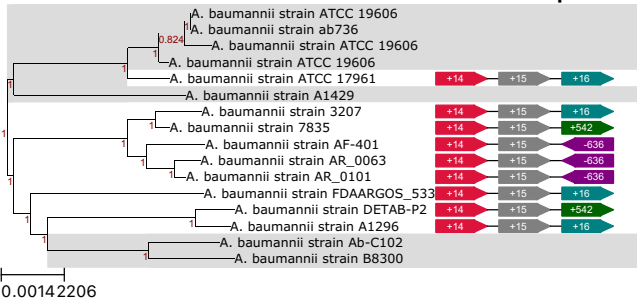 A. baumannii strain ATCC 19606
1 A. baumannii strain ab736
0.824 A. baumannii strain ATCC 19606
1 A. baumannii strain ATCC 19606
1 A. baumannii strain ATCC 17961 +14 +15 +16
1 A. baumannii strain A1429
A. baumannii strain 3207 +14 +15 +16
1 1 A. baumannii strain 7835 +14 +15 +542
1 A. baumannii strain AF-401 +14 +15 -636
1 A. baumannii strain AR_0063 +14 +15 -636
1 1 A. baumannii strain AR_0101 +14 +15 -636
A. baumannii strain FDAARGOS_533 +14 +15 +16
1 A. baumannii strain DETAB-P2 +14 +15 +542
1 A. baumannii strain A1296 +14 +15 +16
1 A. baumannii strain Ab-C102
1 A. baumannii strain B8300
0.00142206